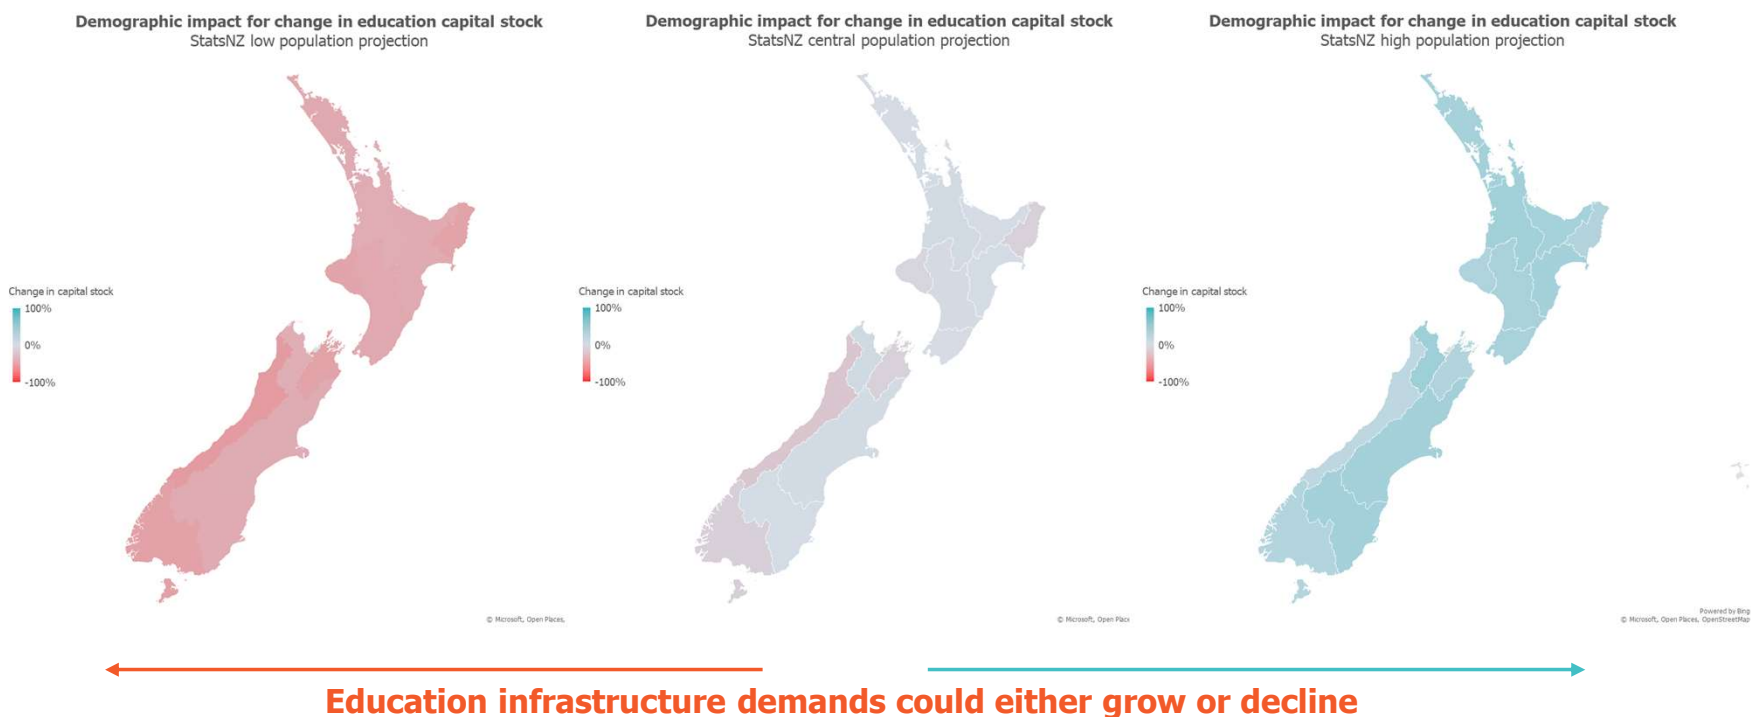 Demographic impact for change in education capital stock
StatsNZ low population projection
Change in capital stock
100%
0%
-100%
© Microsoft, Open Places,
Demographic impact for change in education capital stock
StatsNZ central population projection
Change in capital stock
100%
0%
-100%
© Microsoft, Open Place
Demographic impact for change in education capital stock
StatsNZ high population projection
Change in capital stock
100%
0%
-100%
Powered by Bing
© Microsoft, Open Places, OpenStreetMap
Education infrastructure demands could either grow or decline